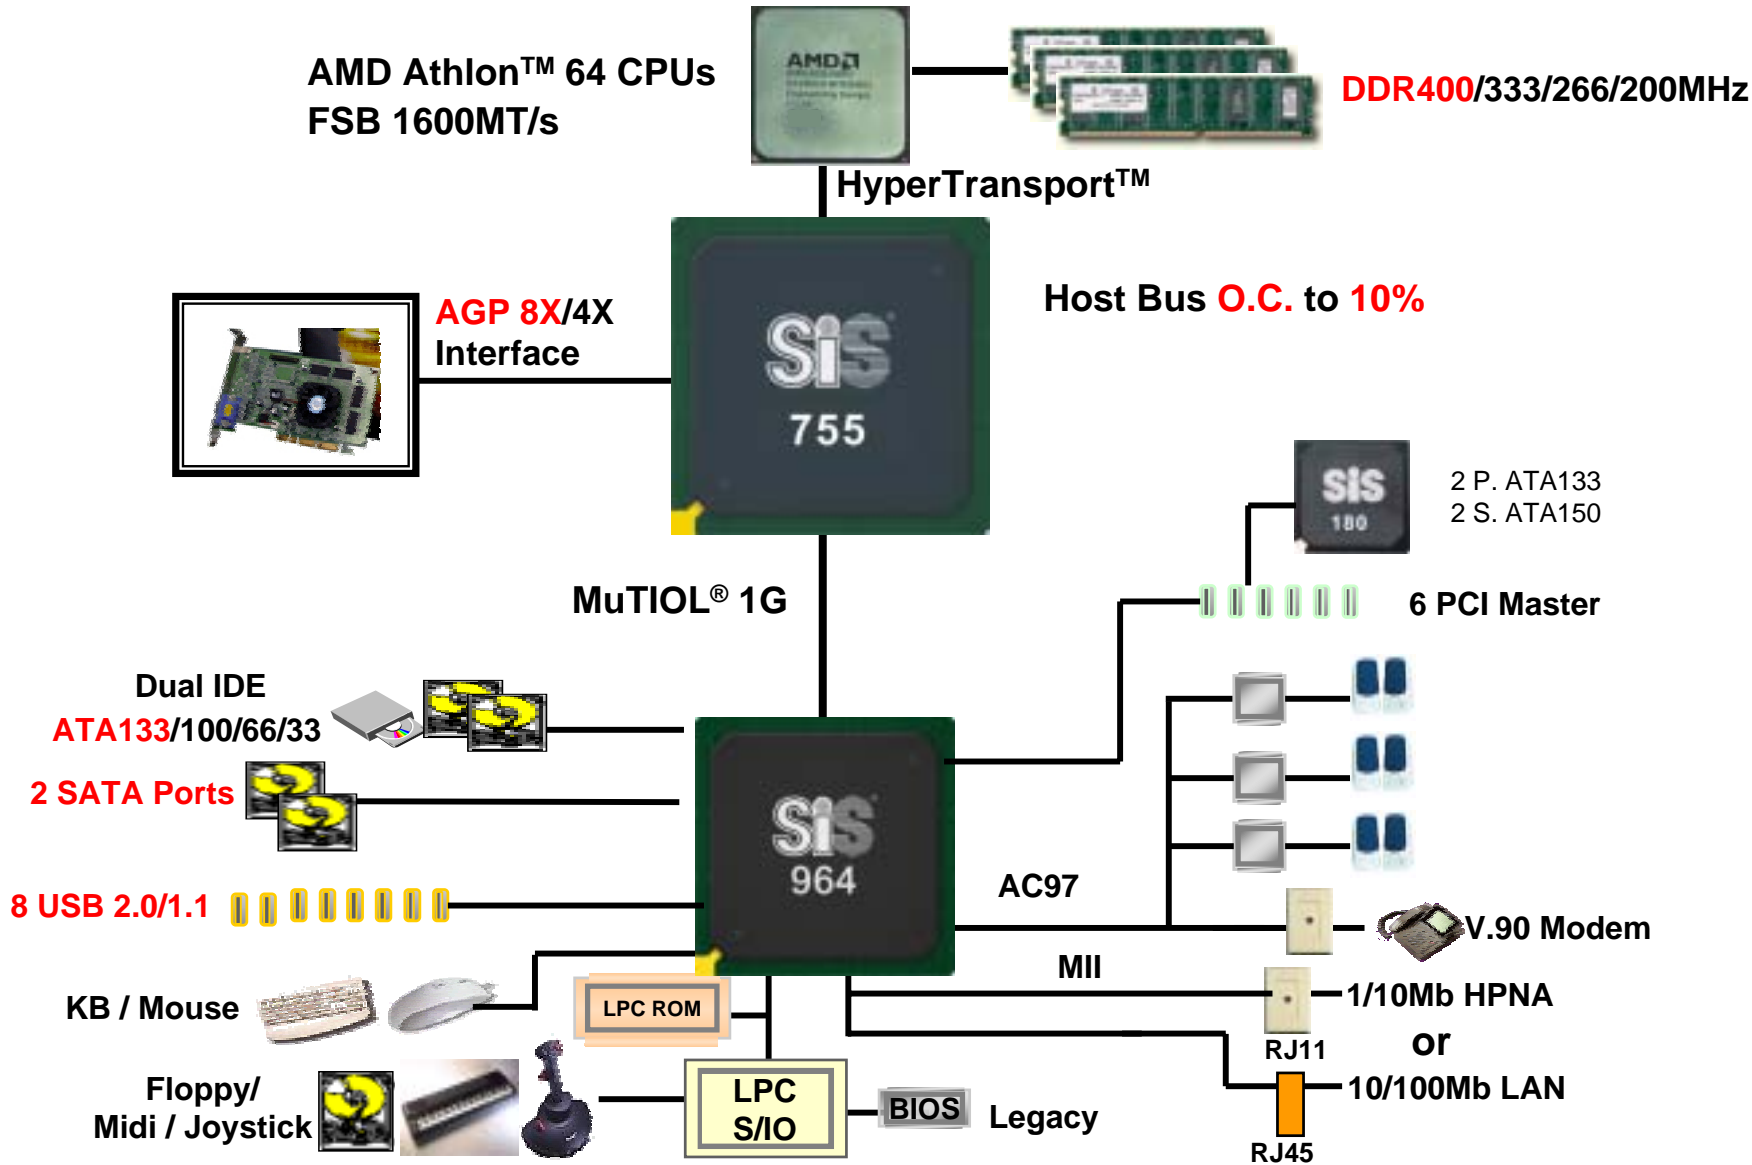 AMD Athlon™ 64 CPUs
FSB 1600MT/s
AMD
DDR400/333/266/200MHz
HyperTransport™
AGP 8X/4X
Interface
SiS
755
Host Bus O.C. to 10%
SiS
180
2 P. ATA133
2 S. ATA150
MuTIOL® 1G
6 PCI Master
Dual IDE
ATA133/100/66/33
2 SATA Ports
SiS
964
8 USB 2.0/1.1
AC97
V.90 Modem
MII
KB / Mouse
LPC ROM
1/10Mb HPNA
RJ11
or
Floppy/
Midi / Joystick
LPC
S/IO
BIOS
Legacy
10/100Mb LAN
RJ45